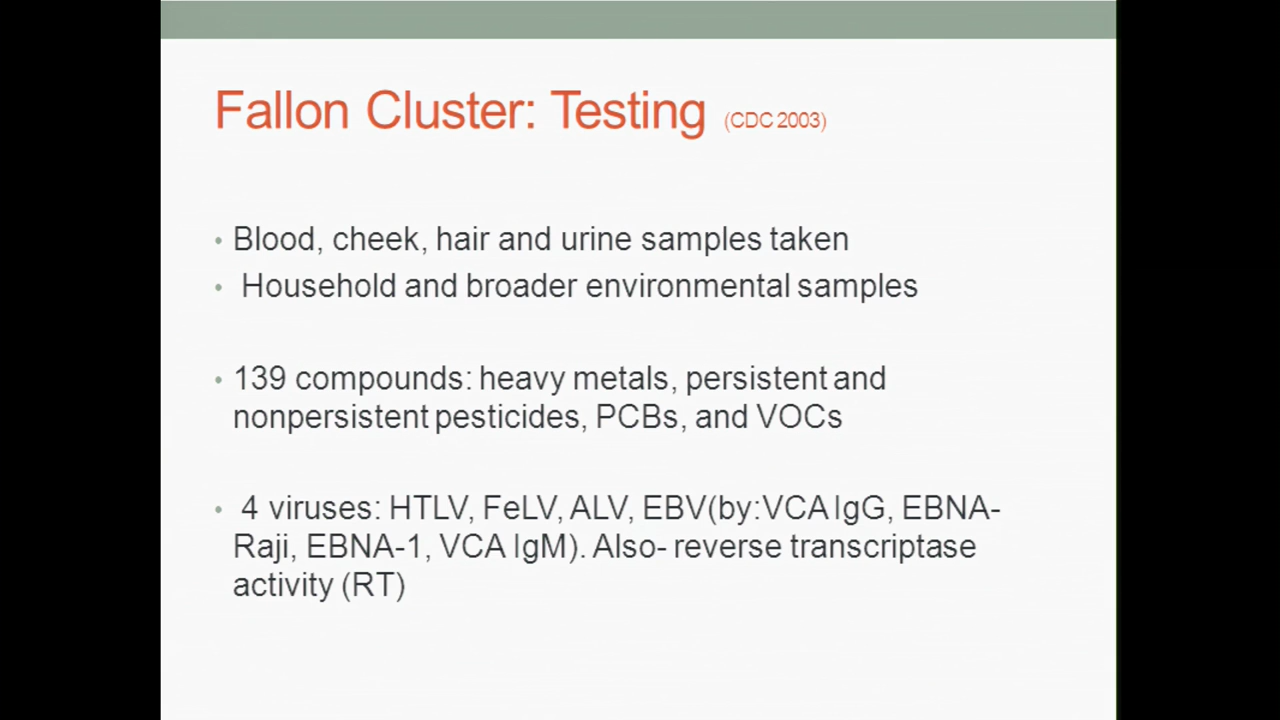 Fallon Cluster: Testing (CDC 2003)
• Blood, cheek, hair and urine samples taken
• Household and broader environmental samples
• 139 compounds: heavy metals, persistent and
nonpersistent pesticides, PCBs, and VOCs
• 4 viruses: HTLV, FeLV, ALV, EBV(by:VCA IgG, EBNA-
Raji, EBNA-1, VCA IgM). Also- reverse transcriptase
activity (RT)